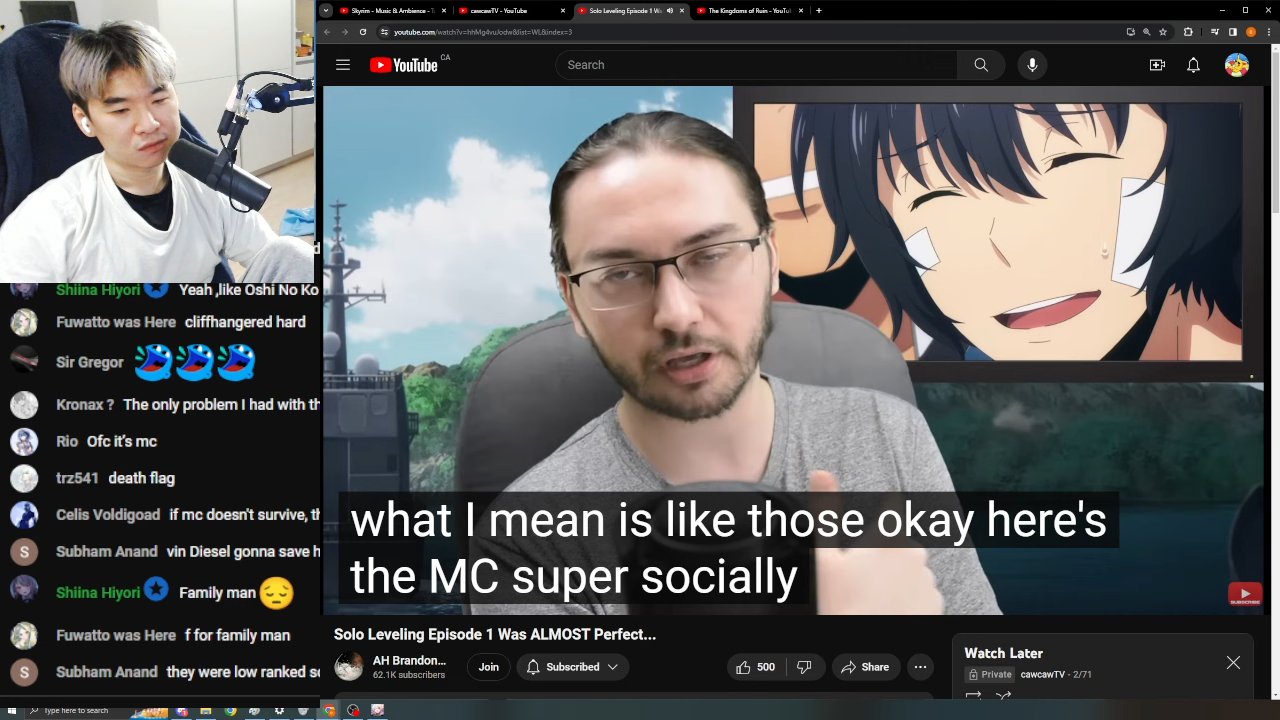 Skyrim - Music & Ambience - T
cawcawTV - YouTube
Solo Leveling Episode 1 W
The Kingdoms of Ruin - YouTu
youtube.com/watch?v=hhMg4vuJodw&list=WL&index=3
YouTube CA
Search
Shiina Hiyori Yeah ,like Oshi No Ko
Fuwatto was Here cliffhangered hard
Sir Gregor
Kronax ? The only problem I had with th
Rio Ofc it's mc
trz541 death flag
Celis Voldigoad if mc doesn't survive, th
S Subham Anand vin Diesel gonna save h
Shiina Hiyori Family man
Fuwatto was Here f for family man
S Subham Anand they were low ranked so
what I mean is like those okay here's
the MC super socially
SUBSCRIBE
Solo Leveling Episode 1 Was ALMOST Perfect...
AH Brandon...
62.1K subscribers
Join
Subscribed
500
Share
Watch Later
Private cawcawTV - 2/71
Type here to search